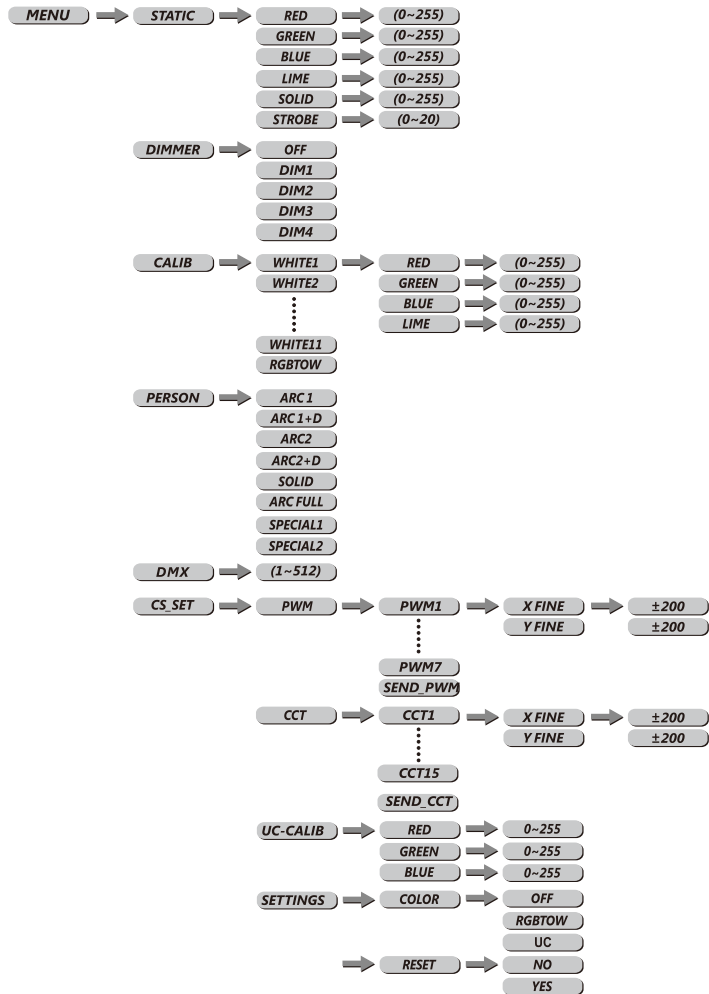 MENU STATIC RED (0~255)
GREEN (0~255)
BLUE (0~255)
LIME (0~255)
SOLID (0~255)
STROBE (0~20)
DIMMER OFF
DIM1
DIM2
DIM3
DIM4
CALIB WHITE1 RED (0~255)
WHITE2 GREEN (0~255)
BLUE (0~255)
LIME (0~255)
WHITE11
RGBTOW
PERSON ARC 1
ARC 1+D
ARC2
ARC2+D
SOLID
ARC FULL
SPECIAL1
SPECIAL2
DMX (1~512)
CS_SET PWM PWM1 X FINE ±200
Y FINE ±200
PWM7
SEND_PWM
CCT CCT1 X FINE ±200
Y FINE ±200
CCT15
SEND_CCT
UC-CALIB RED 0~255
GREEN 0~255
BLUE 0~255
SETTINGS COLOR OFF
RGBTOW
UC
RESET NO
YES